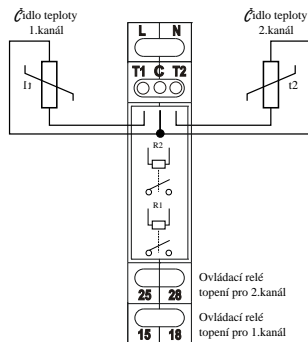 Čidlo teploty
1.kanál
Čidlo teploty
2.kanál
L N
T1 C T2
t1
t2
R2
R1
25 28
Ovládací relé
topení pro 2.kanál
15 18
Ovládací relé
topení pro 1.kanál